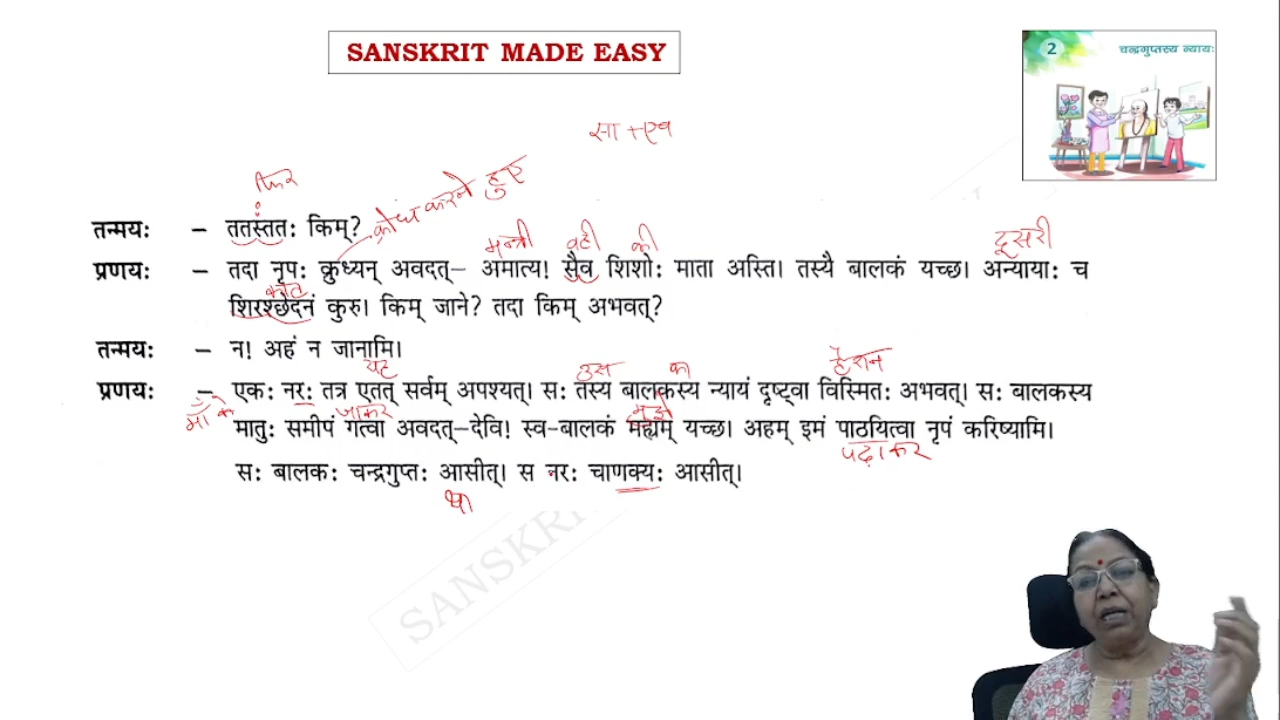 SANSKRIT MADE EASY
2 चन्द्रगुप्तस्य न्यायः
सा + एव
फिर
क्रोध करते हुए
तन्मयः – ततस्ततः किम्?
मन्त्री वही की दूसरी
प्रणयः – तदा नृपः क्रुध्यन् अवदत्– अमात्य! सैव शिशोः माता अस्ति। तस्यै बालकं यच्छ। अन्यायाः च
शिरश्छेदनं कुरु। किम् जाने? तदा किम् अभवत्?
तन्मयः – न! अहं न जानामि।
यह उस का हैरान
प्रणयः – एकः नरः तत्र एतत् सर्वम् अपश्यत्। सः तस्य बालकस्य न्यायं दृष्ट्वा विस्मितः अभवत्। सः बालकस्य
माँ के जाकर मुझे
मातुः समीपं गत्वा अवदत्–देवि! स्व-बालकं मह्यम् यच्छ। अहम् इमं पाठयित्वा नृपं करिष्यामि।
पढ़ाकर
सः बालकः चन्द्रगुप्तः आसीत्। स नरः चाणक्यः आसीत्।
था
SANSKRIT